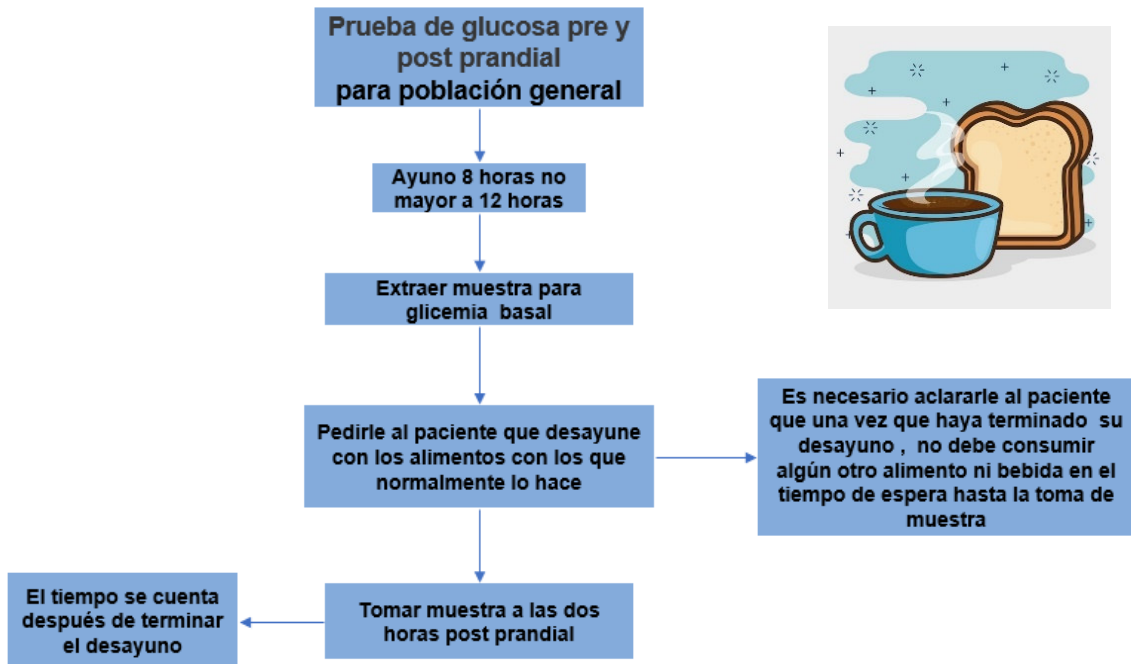 Prueba de glucosa pre y
post prandial
para población general
Ayuno 8 horas no
mayor a 12 horas
Extraer muestra para
glicemia basal
Pedirle al paciente que desayune
con los alimentos con los que
normalmente lo hace
Es necesario aclararle al paciente
que una vez que haya terminado su
desayuno , no debe consumir
algún otro alimento ni bebida en el
tiempo de espera hasta la toma de
muestra
Tomar muestra a las dos
horas post prandial
El tiempo se cuenta
después de terminar
el desayuno